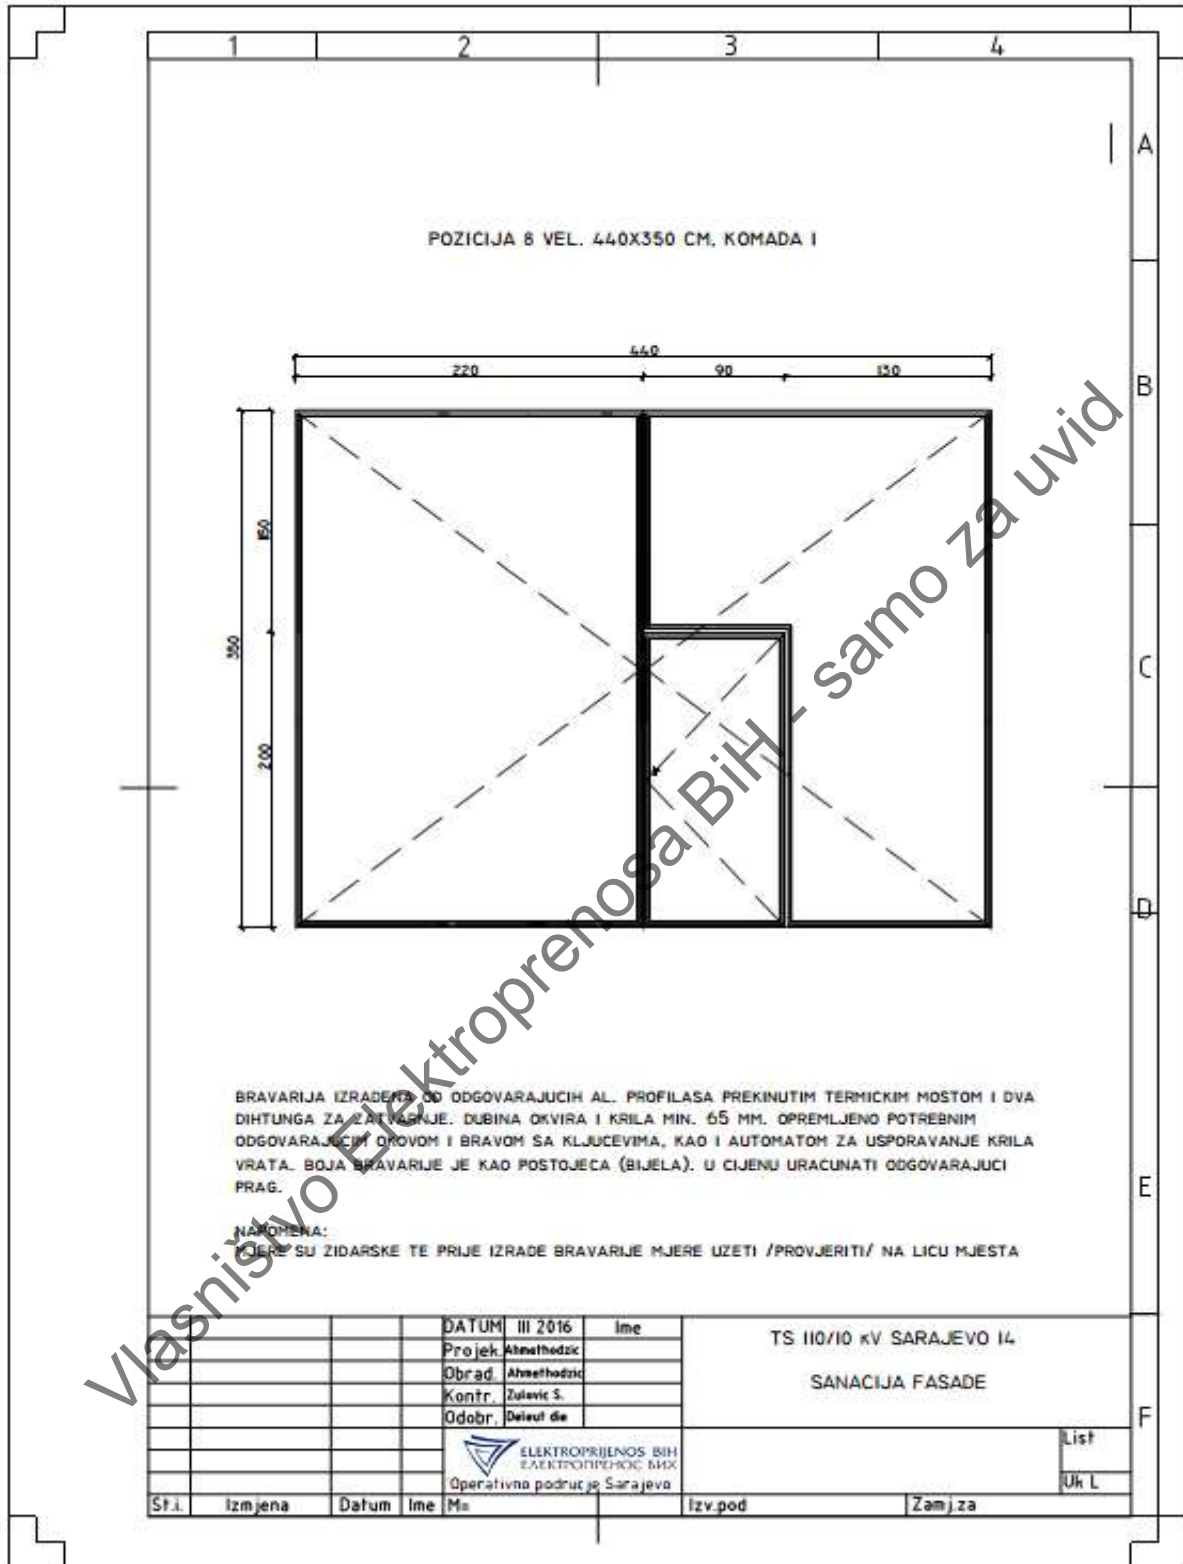 1 2 3 4
A
POZICIJA 8 VEL. 440X350 CM, KOMADA I
440
220 90 130
B
150
350
200
C
D
BRAVARIJA IZRADENA OD ODGOVARAJUCIH AL. PROFILASA PREKINUTIM TERMICKIM MOSTOM I DVA
DIHTUNGA ZA ZATVARNJE. DUBINA OKVIRA I KRILA MIN. 65 MM. OPREMLJENO POTREBNIM
ODGOVARAJUCIM OKOVOM I BRAVOM SA KLJUCEVIMA, KAO I AUTOMATOM ZA USPORAVANJE KRILA
VRATA. BOJA BRAVARIJE JE KAO POSTOJECA (BIJELA). U CIJENU URACUNATI ODGOVARAJUCI
PRAG.
E
NAPOMENA:
MJERE SU ZIDARSKE TE PRIJE IZRADE BRAVARIJE MJERE UZETI /PROVJERITI/ NA LICU MJESTA
Vlasništvo Elektroprenosa BiH - samo za uvid
DATUM III 2016 Ime
Projek. Ahmethodzic
Obrad. Ahmethodzic
Kontr. Zulovic S.
Odobr. Deleut die
TS 110/10 KV SARAJEVO 14
SANACIJA FASADE
F
ELEKTROPRIJENOS BIH
ЕЛЕКТРОПРЕНОС БИХ
Operativno podrucje Sarajevo
List
Uk L
St.i. Izmjena Datum Ime M= Izv.pod Zamj.za